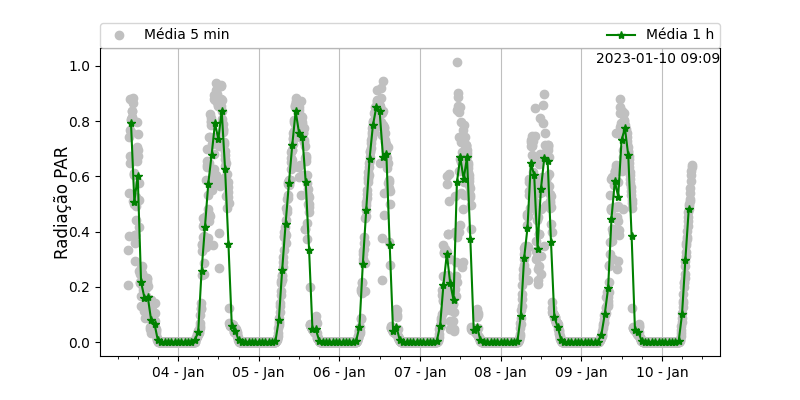 Média 5 min
Média 1 h
2023-01-10 09:09
1.0
0.8
0.6
0.4
0.2
0.0
Radiação PAR
04 - Jan
05 - Jan
06 - Jan
07 - Jan
08 - Jan
09 - Jan
10 - Jan